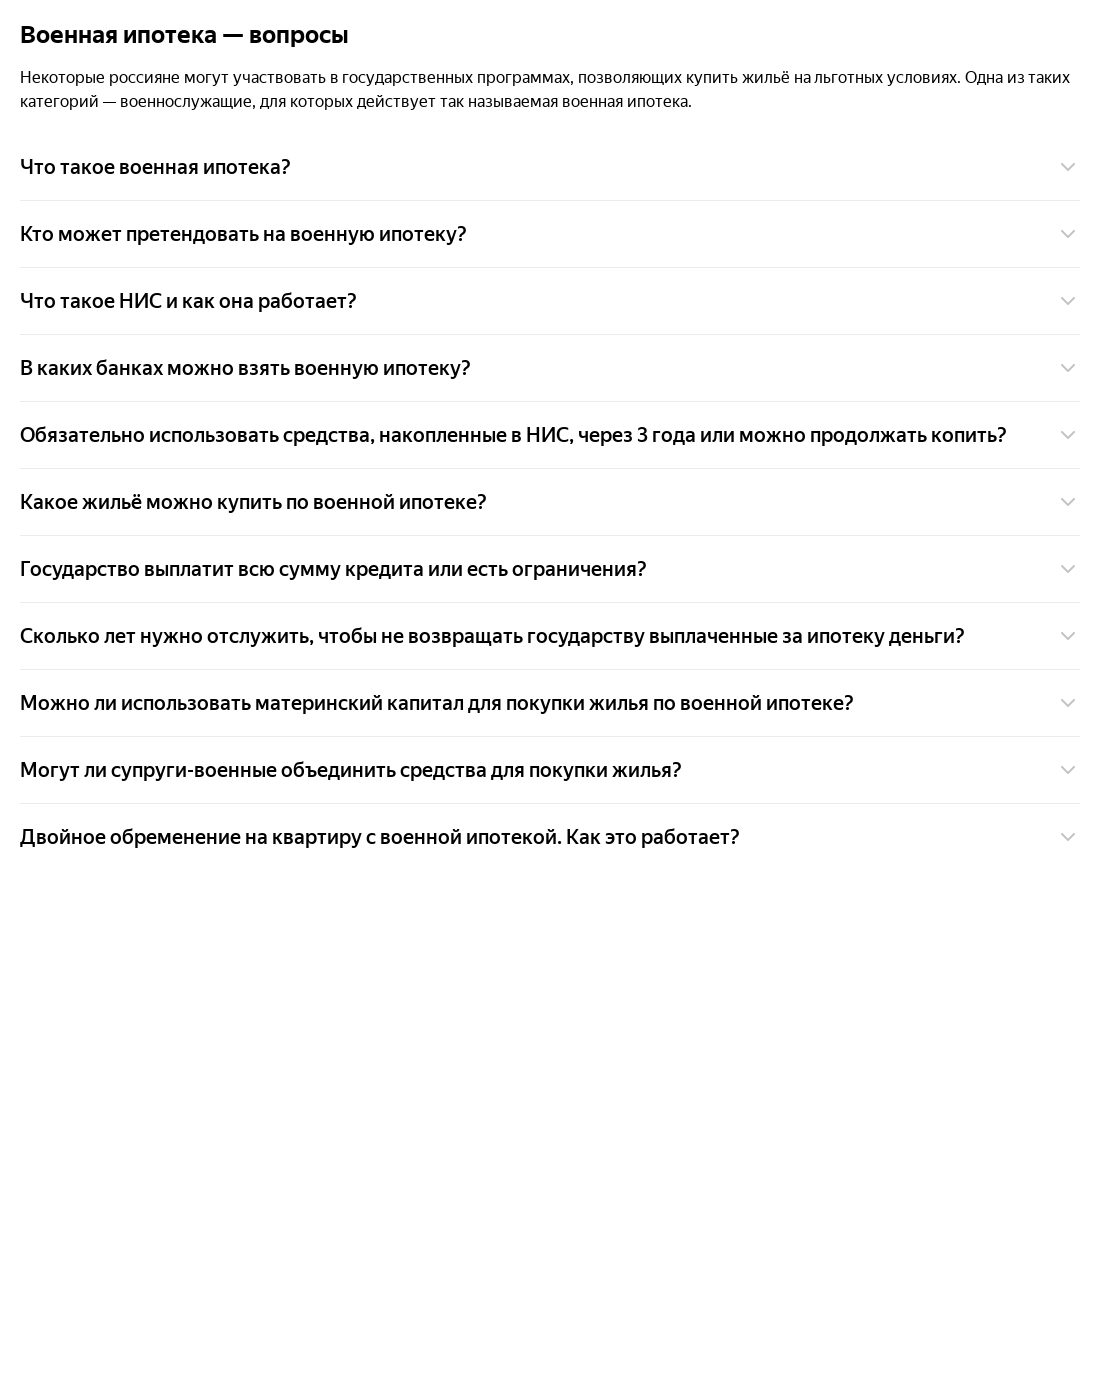 Военная ипотека — вопросы
Некоторые россияне могут участвовать в государственных программах, позволяющих купить жильё на льготных условиях. Одна из таких
категорий — военнослужащие, для которых действует так называемая военная ипотека.
Что такое военная ипотека?
Кто может претендовать на военную ипотеку?
Что такое НИС и как она работает?
В каких банках можно взять военную ипотеку?
Обязательно использовать средства, накопленные в НИС, через 3 года или можно продолжать копить?
Какое жильё можно купить по военной ипотеке?
Государство выплатит всю сумму кредита или есть ограничения?
Сколько лет нужно отслужить, чтобы не возвращать государству выплаченные за ипотеку деньги?
Можно ли использовать материнский капитал для покупки жилья по военной ипотеке?
Могут ли супруги-военные объединить средства для покупки жилья?
Двойное обременение на квартиру с военной ипотекой. Как это работает?